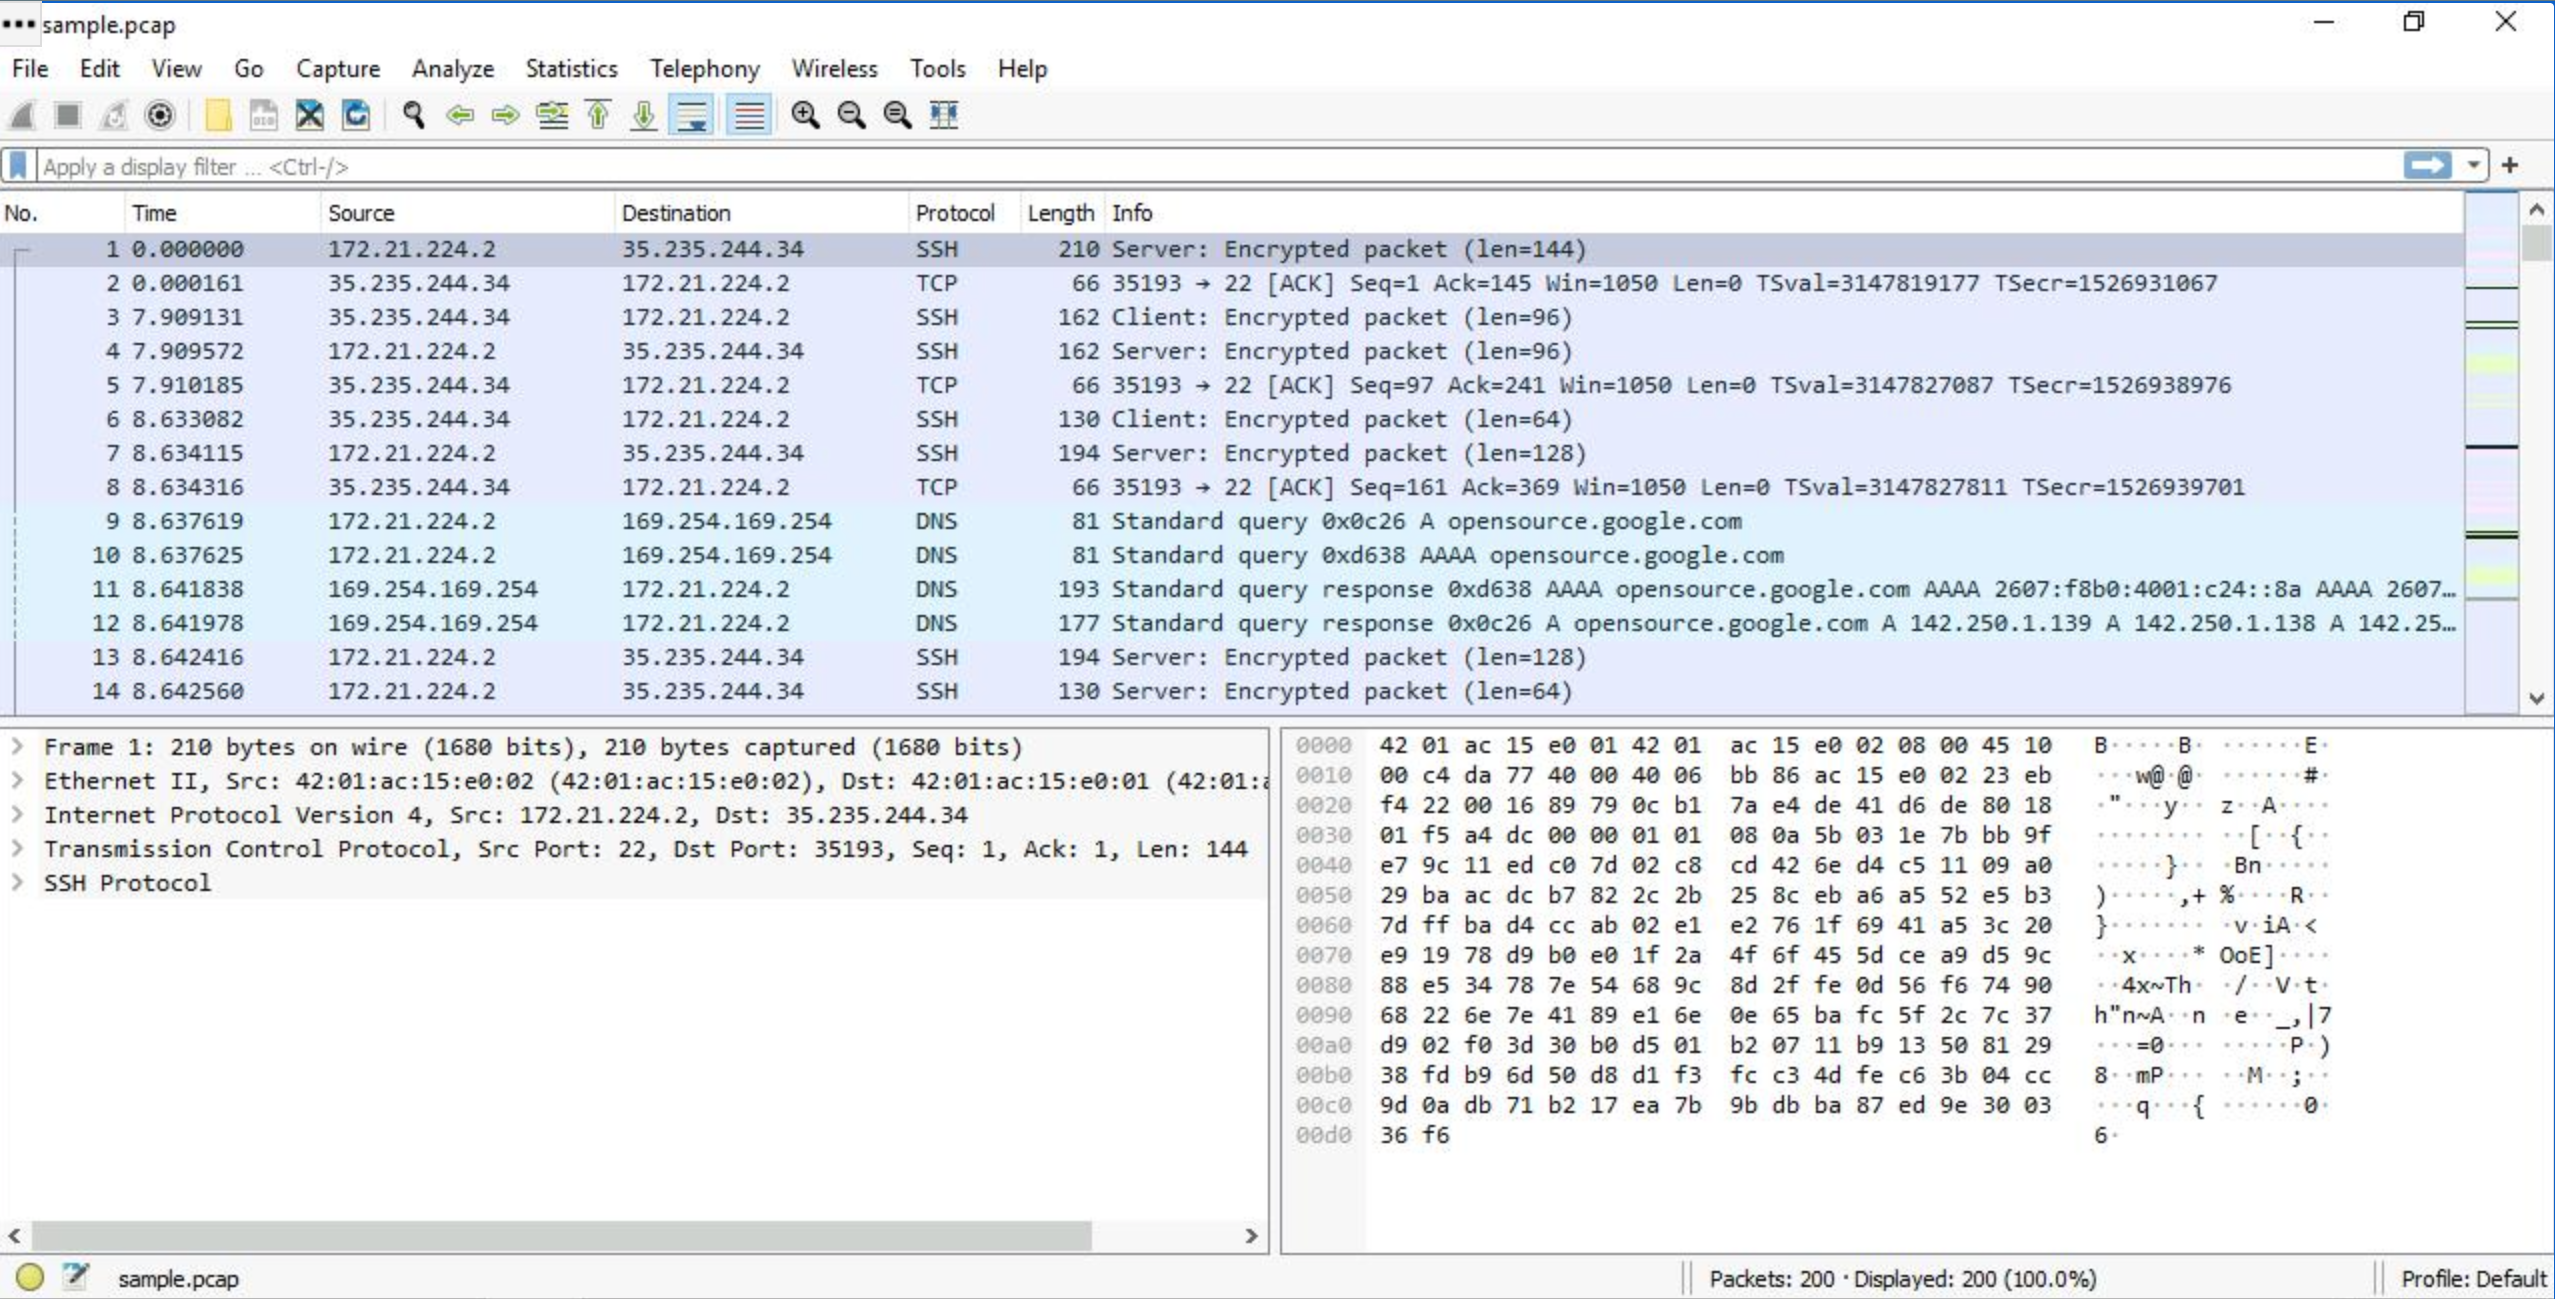 sample.pcap
File Edit View Go Capture Analyze Statistics Telephony Wireless Tools Help
Apply a display filter ... <Ctrl-/>
No. Time Source Destination Protocol Length Info
1 0.000000 172.21.224.2 35.235.244.34 SSH 210 Server: Encrypted packet (len=144)
2 0.000161 35.235.244.34 172.21.224.2 TCP 66 35193 → 22 [ACK] Seq=1 Ack=145 Win=1050 Len=0 TSval=3147819177 TSecr=1526931067
3 7.909131 35.235.244.34 172.21.224.2 SSH 162 Client: Encrypted packet (len=96)
4 7.909572 172.21.224.2 35.235.244.34 SSH 162 Server: Encrypted packet (len=96)
5 7.910185 35.235.244.34 172.21.224.2 TCP 66 35193 → 22 [ACK] Seq=97 Ack=241 Win=1050 Len=0 TSval=3147827087 TSecr=1526938976
6 8.633082 35.235.244.34 172.21.224.2 SSH 130 Client: Encrypted packet (len=64)
7 8.634115 172.21.224.2 35.235.244.34 SSH 194 Server: Encrypted packet (len=128)
8 8.634316 35.235.244.34 172.21.224.2 TCP 66 35193 → 22 [ACK] Seq=161 Ack=369 Win=1050 Len=0 TSval=3147827811 TSecr=1526939701
9 8.637619 172.21.224.2 169.254.169.254 DNS 81 Standard query 0x0c26 A opensource.google.com
10 8.637625 172.21.224.2 169.254.169.254 DNS 81 Standard query 0xd638 AAAA opensource.google.com
11 8.641838 169.254.169.254 172.21.224.2 DNS 193 Standard query response 0xd638 AAAA opensource.google.com AAAA 2607:f8b0:4001:c24::8a AAAA 2607…
12 8.641978 169.254.169.254 172.21.224.2 DNS 177 Standard query response 0x0c26 A opensource.google.com A 142.250.1.139 A 142.250.1.138 A 142.25…
13 8.642416 172.21.224.2 35.235.244.34 SSH 194 Server: Encrypted packet (len=128)
14 8.642560 172.21.224.2 35.235.244.34 SSH 130 Server: Encrypted packet (len=64)
Frame 1: 210 bytes on wire (1680 bits), 210 bytes captured (1680 bits)
Ethernet II, Src: 42:01:ac:15:e0:02 (42:01:ac:15:e0:02), Dst: 42:01:ac:15:e0:01 (42:01:a
Internet Protocol Version 4, Src: 172.21.224.2, Dst: 35.235.244.34
Transmission Control Protocol, Src Port: 22, Dst Port: 35193, Seq: 1, Ack: 1, Len: 144
SSH Protocol
0000 42 01 ac 15 e0 01 42 01 ac 15 e0 02 08 00 45 10 B·····B· ······E·
0010 00 c4 da 77 40 00 40 06 bb 86 ac 15 e0 02 23 eb ···w@·@· ······#·
0020 f4 22 00 16 89 79 0c b1 7a e4 de 41 d6 de 80 18 ·"···y·· z··A····
0030 01 f5 a4 dc 00 00 01 01 08 0a 5b 03 1e 7b bb 9f ········ ··[··{··
0040 e7 9c 11 ed c0 7d 02 c8 cd 42 6e d4 c5 11 09 a0 ·····}·· ·Bn·····
0050 29 ba ac dc b7 82 2c 2b 25 8c eb a6 a5 52 e5 b3 )·····,+ %····R··
0060 7d ff ba d4 cc ab 02 e1 e2 76 1f 69 41 a5 3c 20 }······· ·v·iA·<
0070 e9 19 78 d9 b0 e0 1f 2a 4f 6f 45 5d ce a9 d5 9c ··x····* OoE]····
0080 88 e5 34 78 7e 54 68 9c 8d 2f fe 0d 56 f6 74 90 ··4x~Th· ·/··V·t·
0090 68 22 6e 7e 41 89 e1 6e 0e 65 ba fc 5f 2c 7c 37 h"n~A··n ·e··_,|7
00a0 d9 02 f0 3d 30 b0 d5 01 b2 07 11 b9 13 50 81 29 ···=0··· ·····P·)
00b0 38 fd b9 6d 50 d8 d1 f3 fc c3 4d fe c6 3b 04 cc 8··mP··· ··M··;··
00c0 9d 0a db 71 b2 17 ea 7b 9b db ba 87 ed 9e 30 03 ···q···{ ······0·
00d0 36 f6 6·
sample.pcap Packets: 200 · Displayed: 200 (100.0%) Profile: Default